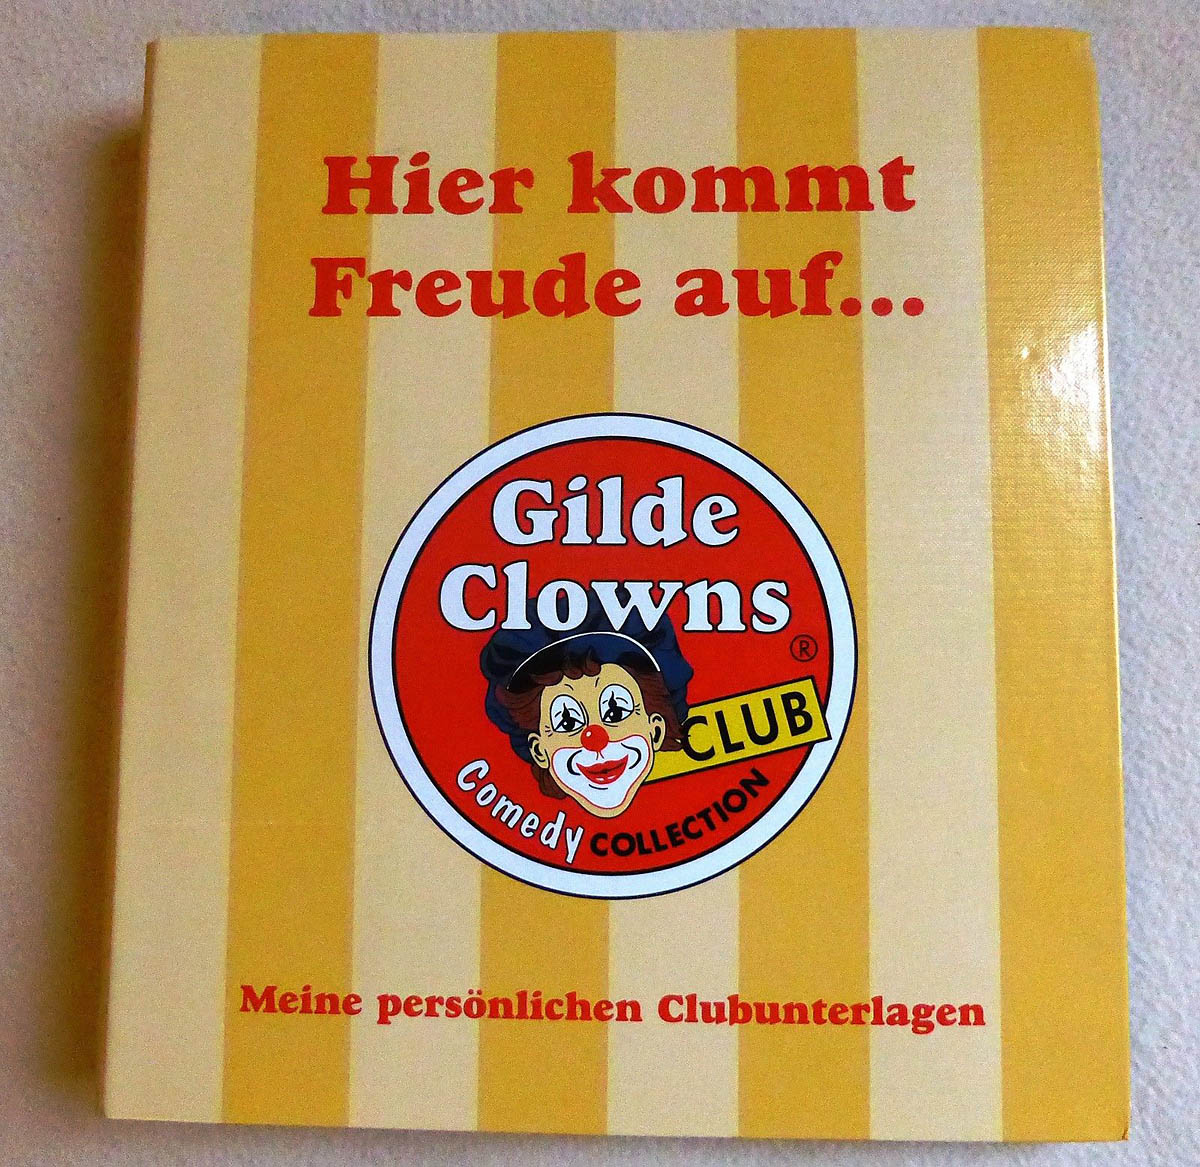 Hier kommt
Freude auf...
Gilde
Clowns
®
CLUB
Comedy COLLECTION
Meine persönlichen Clubunterlagen